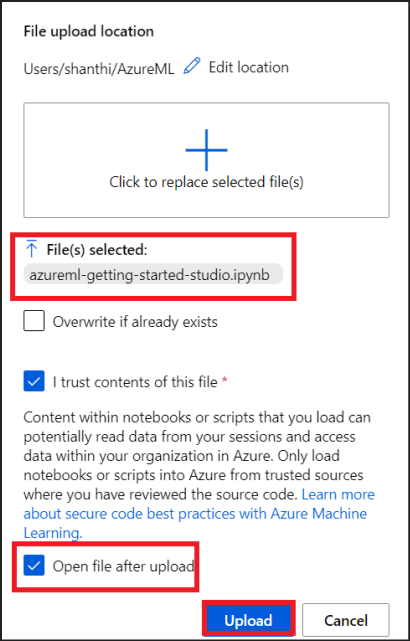 File upload location
Users/shanthi/AzureML Edit location
Click to replace selected file(s)
File(s) selected:
azureml-getting-started-studio.ipynb
Overwrite if already exists
I trust contents of this file *
Content within notebooks or scripts that you load can
potentially read data from your sessions and access
data within your organization in Azure. Only load
notebooks or scripts into Azure from trusted sources
where you have reviewed the source code. Learn more
about secure code best practices with Azure Machine
Learning.
Open file after upload
Upload Cancel